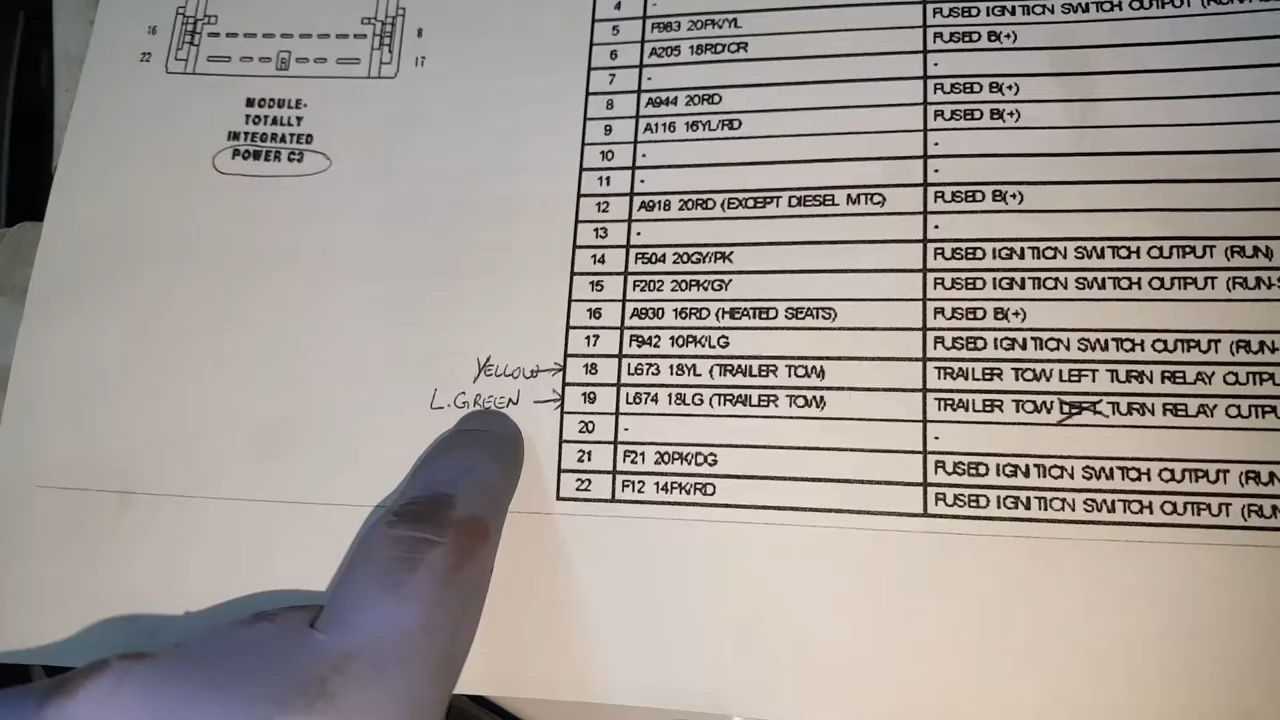 16
8
22
17
MODULE-
TOTALLY
INTEGRATED
POWER C3
4 -
5 F983 20PK/YL FUSED IGNITION SWITCH OUTPUT
6 A205 18RD/CR FUSED B(+)
7 - -
8 A944 20RD FUSED B(+)
9 A116 16YL/RD FUSED B(+)
10 - -
11 - -
12 A918 20RD (EXCEPT DIESEL MTC) FUSED B(+)
13 - -
14 F504 20GY/PK FUSED IGNITION SWITCH OUTPUT (RUN)
15 F202 20PK/GY FUSED IGNITION SWITCH OUTPUT (RUN-
16 A930 16RD (HEATED SEATS) FUSED B(+)
17 F942 10PK/LG FUSED IGNITION SWITCH OUTPUT (RUN-
YELLOW 18 L673 18YL (TRAILER TOW) TRAILER TOW LEFT TURN RELAY OUTPU
L.GREEN 19 L674 18LG (TRAILER TOW) TRAILER TOW LEFT TURN RELAY OUTPU
20 - -
21 F21 20PK/DG FUSED IGNITION SWITCH OUTPUT (RUN
22 F12 14PK/RD FUSED IGNITION SWITCH OUTPUT (RUN